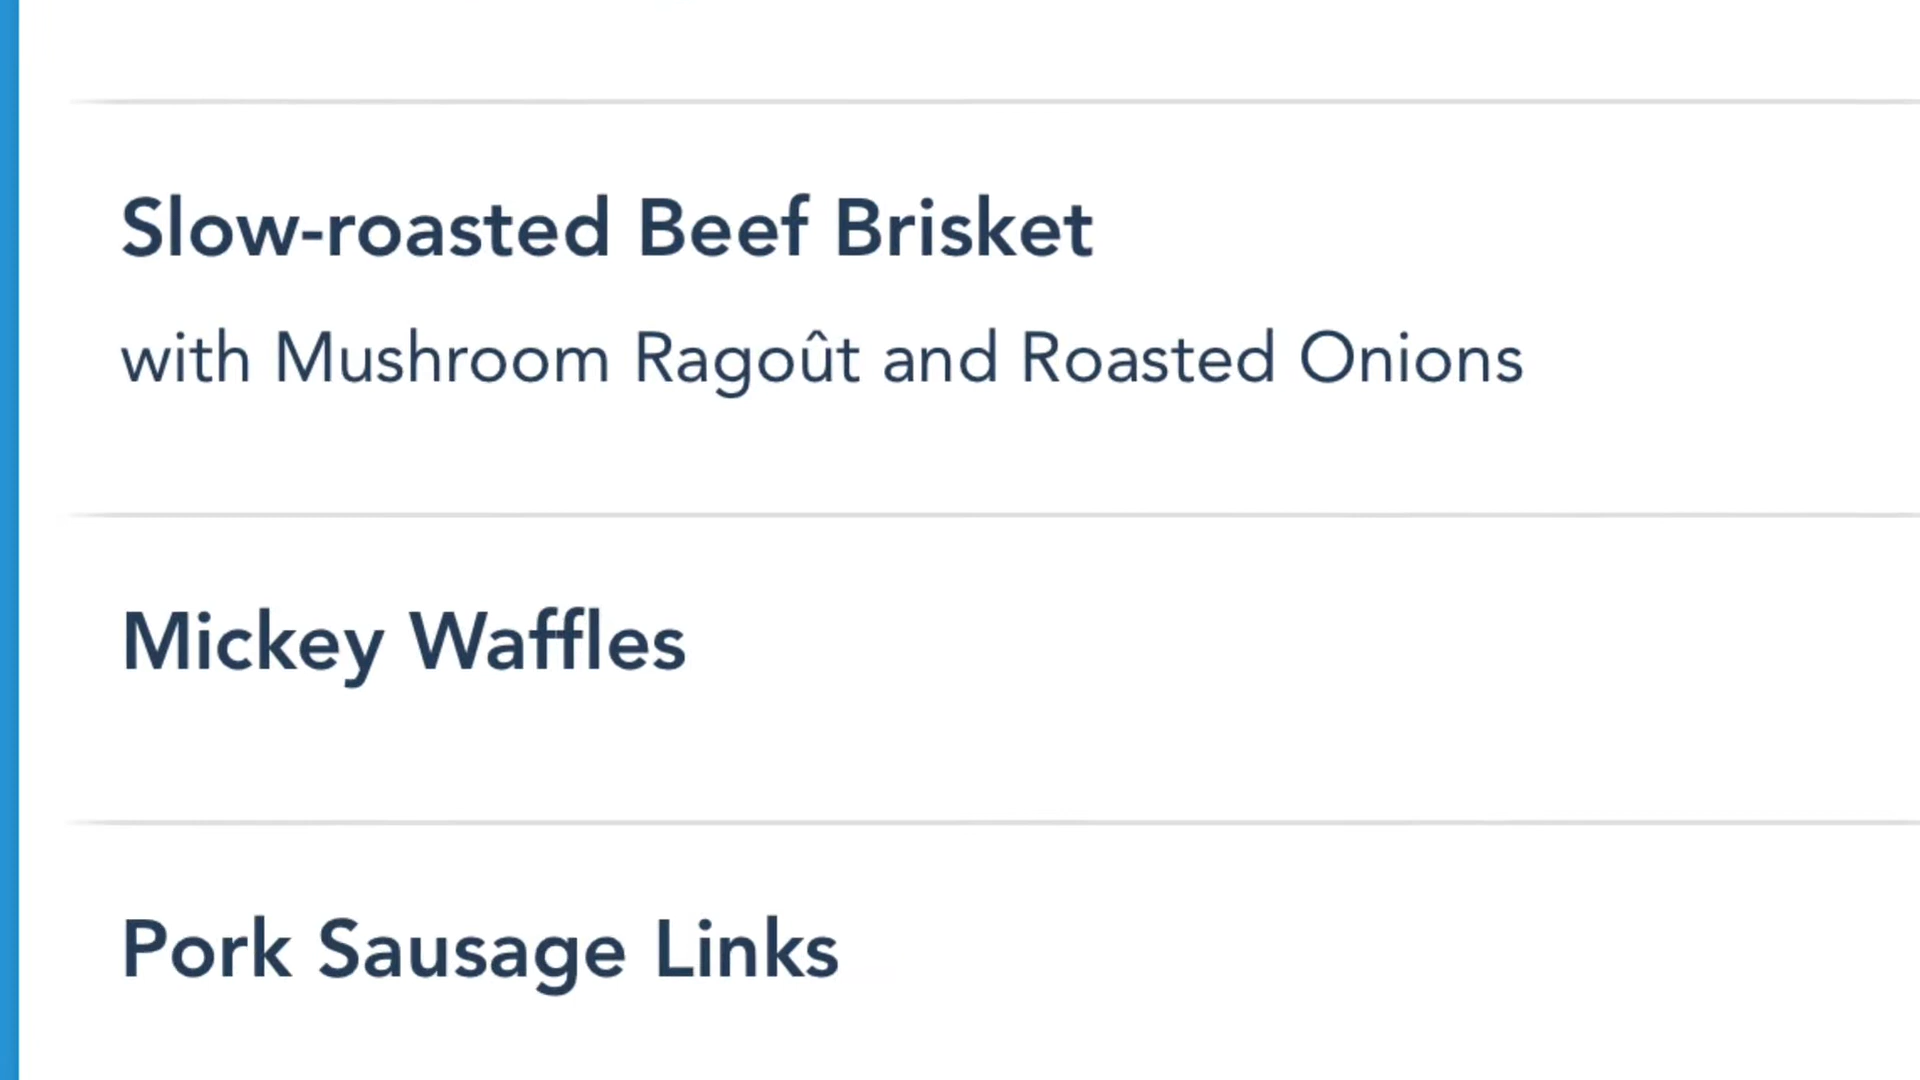 Slow-roasted Beef Brisket
with Mushroom Ragoût and Roasted Onions
Mickey Waffles
Pork Sausage Links